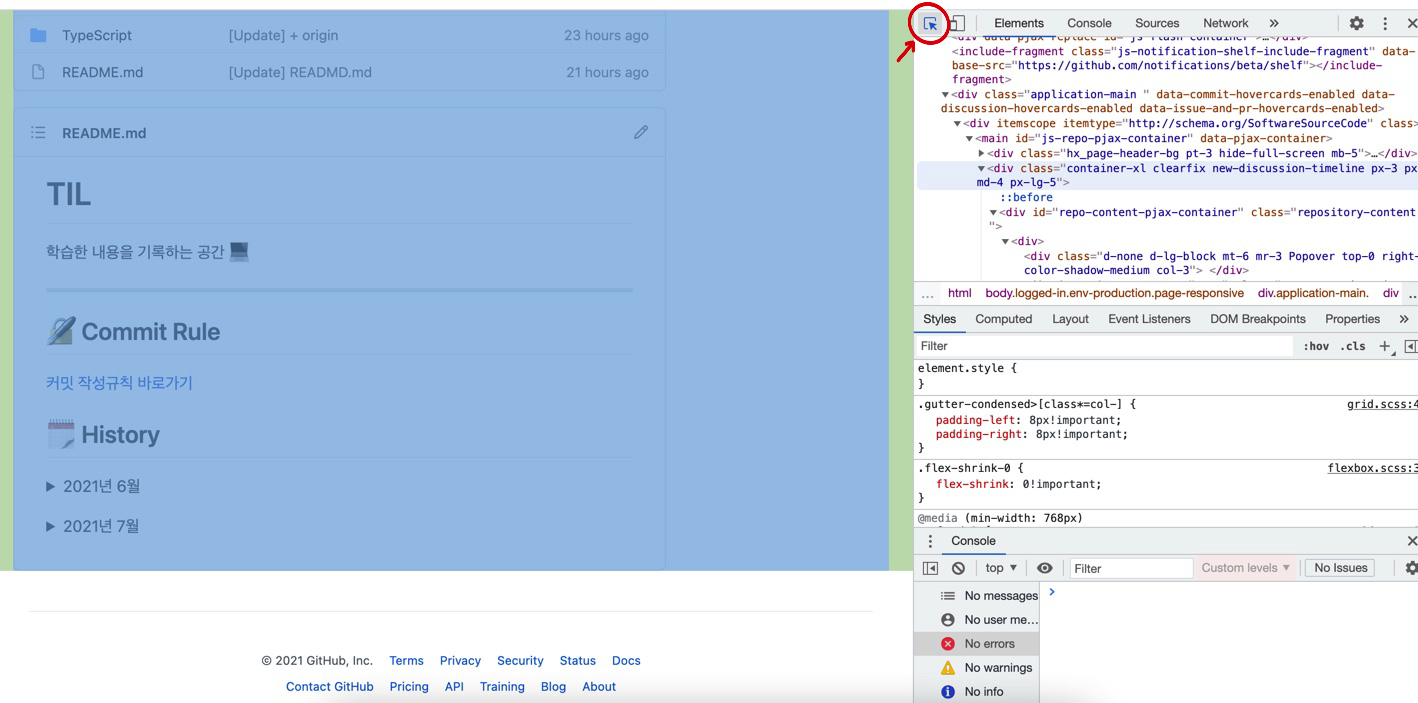 TypeScript [Update] + origin 23 hours ago
README.md [Update] READMD.md 21 hours ago
README.md
TIL
학습한 내용을 기록하는 공간
Commit Rule
커밋 작성규칙 바로가기
History
▶ 2021년 6월
▶ 2021년 7월
© 2021 GitHub, Inc. Terms Privacy Security Status Docs
Contact GitHub Pricing API Training Blog About
Elements Console Sources Network »
<div data-pjax-replace id="js-flash-container">…</div>
<include-fragment class="js-notification-shelf-include-fragment" data-
base-src="https://github.com/notifications/beta/shelf"></include-
fragment>
▼<div class="application-main " data-commit-hovercards-enabled data-
discussion-hovercards-enabled data-issue-and-pr-hovercards-enabled>
▼<div itemscope itemtype="http://schema.org/SoftwareSourceCode" class>
▼<main id="js-repo-pjax-container" data-pjax-container>
▶<div class="hx_page-header-bg pt-3 hide-full-screen mb-5">…</div>
▼<div class="container-xl clearfix new-discussion-timeline px-3 px
md-4 px-lg-5">
::before
▼<div id="repo-content-pjax-container" class="repository-content
">
▼<div>
<div class="d-none d-lg-block mt-6 mr-3 Popover top-0 right-
color-shadow-medium col-3"> </div>
… html body.logged-in.env-production.page-responsive div.application-main. div ..
Styles Computed Layout Event Listeners DOM Breakpoints Properties »
Filter :hov .cls +
element.style {
}
.gutter-condensed>[class*=col-] { grid.scss:4
padding-left: 8px!important;
padding-right: 8px!important;
}
.flex-shrink-0 { flexbox.scss:3
flex-shrink: 0!important;
}
@media (min-width: 768px)
Console
top ▼ Filter Custom levels ▼ No Issues
No messages
No user me…
No errors
No warnings
No info
>